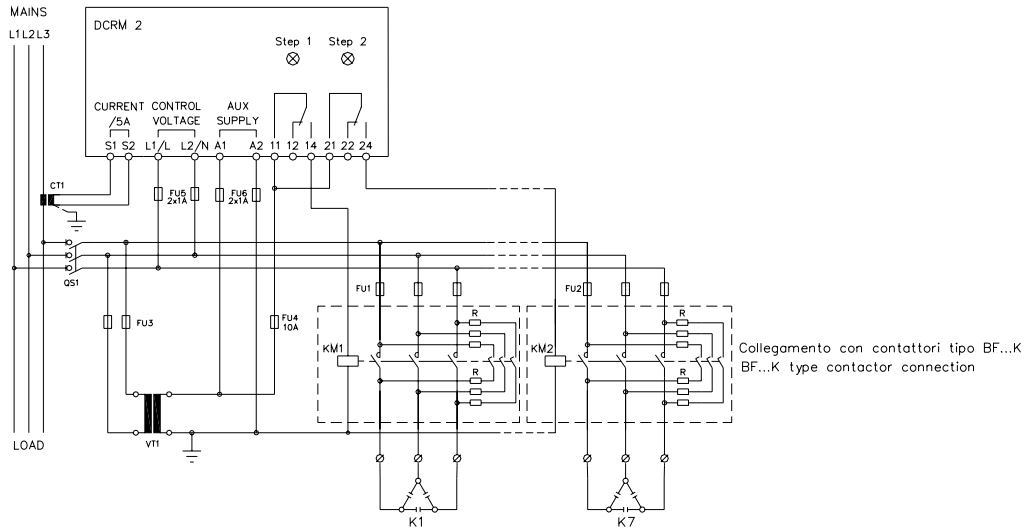 MAINS
L1 L2 L3
DCRM 2
Step 1
Step 2
CURRENT
/5A
CONTROL
VOLTAGE
AUX
SUPPLY
S1 S2 L1/L L2/N A1 A2 11 12 14 21 22 24
CT1
FU5
2x1A
FU6
2x1A
QS1
FU1
FU2
FU3
FU4
10A
R
R
KM1
KM2
Collegamento con contattori tipo BF...K
BF...K type contactor connection
R
R
LOAD
VT1
K1
K7